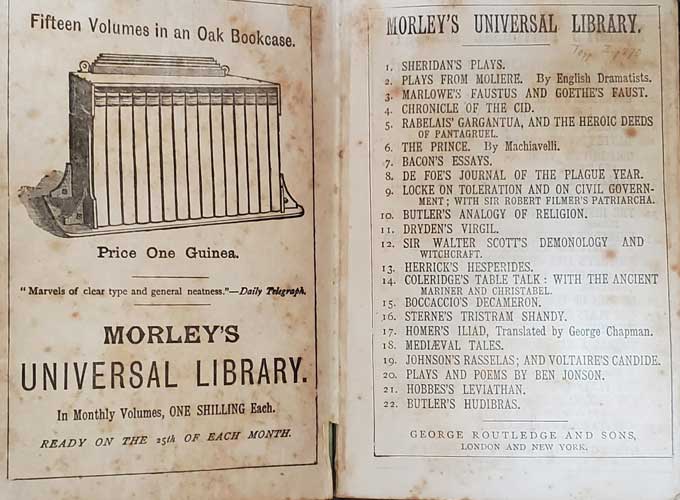 Fifteen Volumes in an Oak Bookcase.
Price One Guinea.
"Marvels of clear type and general neatness."—Daily Telegraph.
MORLEY'S
UNIVERSAL LIBRARY.
In Monthly Volumes, ONE SHILLING Each.
READY ON THE 25th OF EACH MONTH.
MORLEY'S UNIVERSAL LIBRARY.
1. SHERIDAN'S PLAYS.
2. PLAYS FROM MOLIERE. By English Dramatists.
3. MARLOWE'S FAUSTUS AND GOETHE'S FAUST.
4. CHRONICLE OF THE CID.
5. RABELAIS' GARGANTUA, AND THE HEROIC DEEDS
OF PANTAGRUEL.
6. THE PRINCE. By Machiavelli.
7. BACON'S ESSAYS.
8. DE FOE'S JOURNAL OF THE PLAGUE YEAR.
9. LOCKE ON TOLERATION AND ON CIVIL GOVERN-
MENT; WITH SIR ROBERT FILMER'S PATRIARCHA.
10. BUTLER'S ANALOGY OF RELIGION.
11. DRYDEN'S VIRGIL.
12. SIR WALTER SCOTT'S DEMONOLOGY AND
WITCHCRAFT.
13. HERRICK'S HESPERIDES.
14. COLERIDGE'S TABLE TALK: WITH THE ANCIENT
MARINER AND CHRISTABEL.
15. BOCCACCIO'S DECAMERON.
16. STERNE'S TRISTRAM SHANDY.
17. HOMER'S ILIAD, Translated by George Chapman.
18. MEDIÆVAL TALES.
19. JOHNSON'S RASSELAS; AND VOLTAIRE'S CANDIDE.
20. PLAYS AND POEMS BY BEN JONSON.
21. HOBBES'S LEVIATHAN.
22. BUTLER'S HUDIBRAS.
GEORGE ROUTLEDGE AND SONS,
LONDON AND NEW YORK.